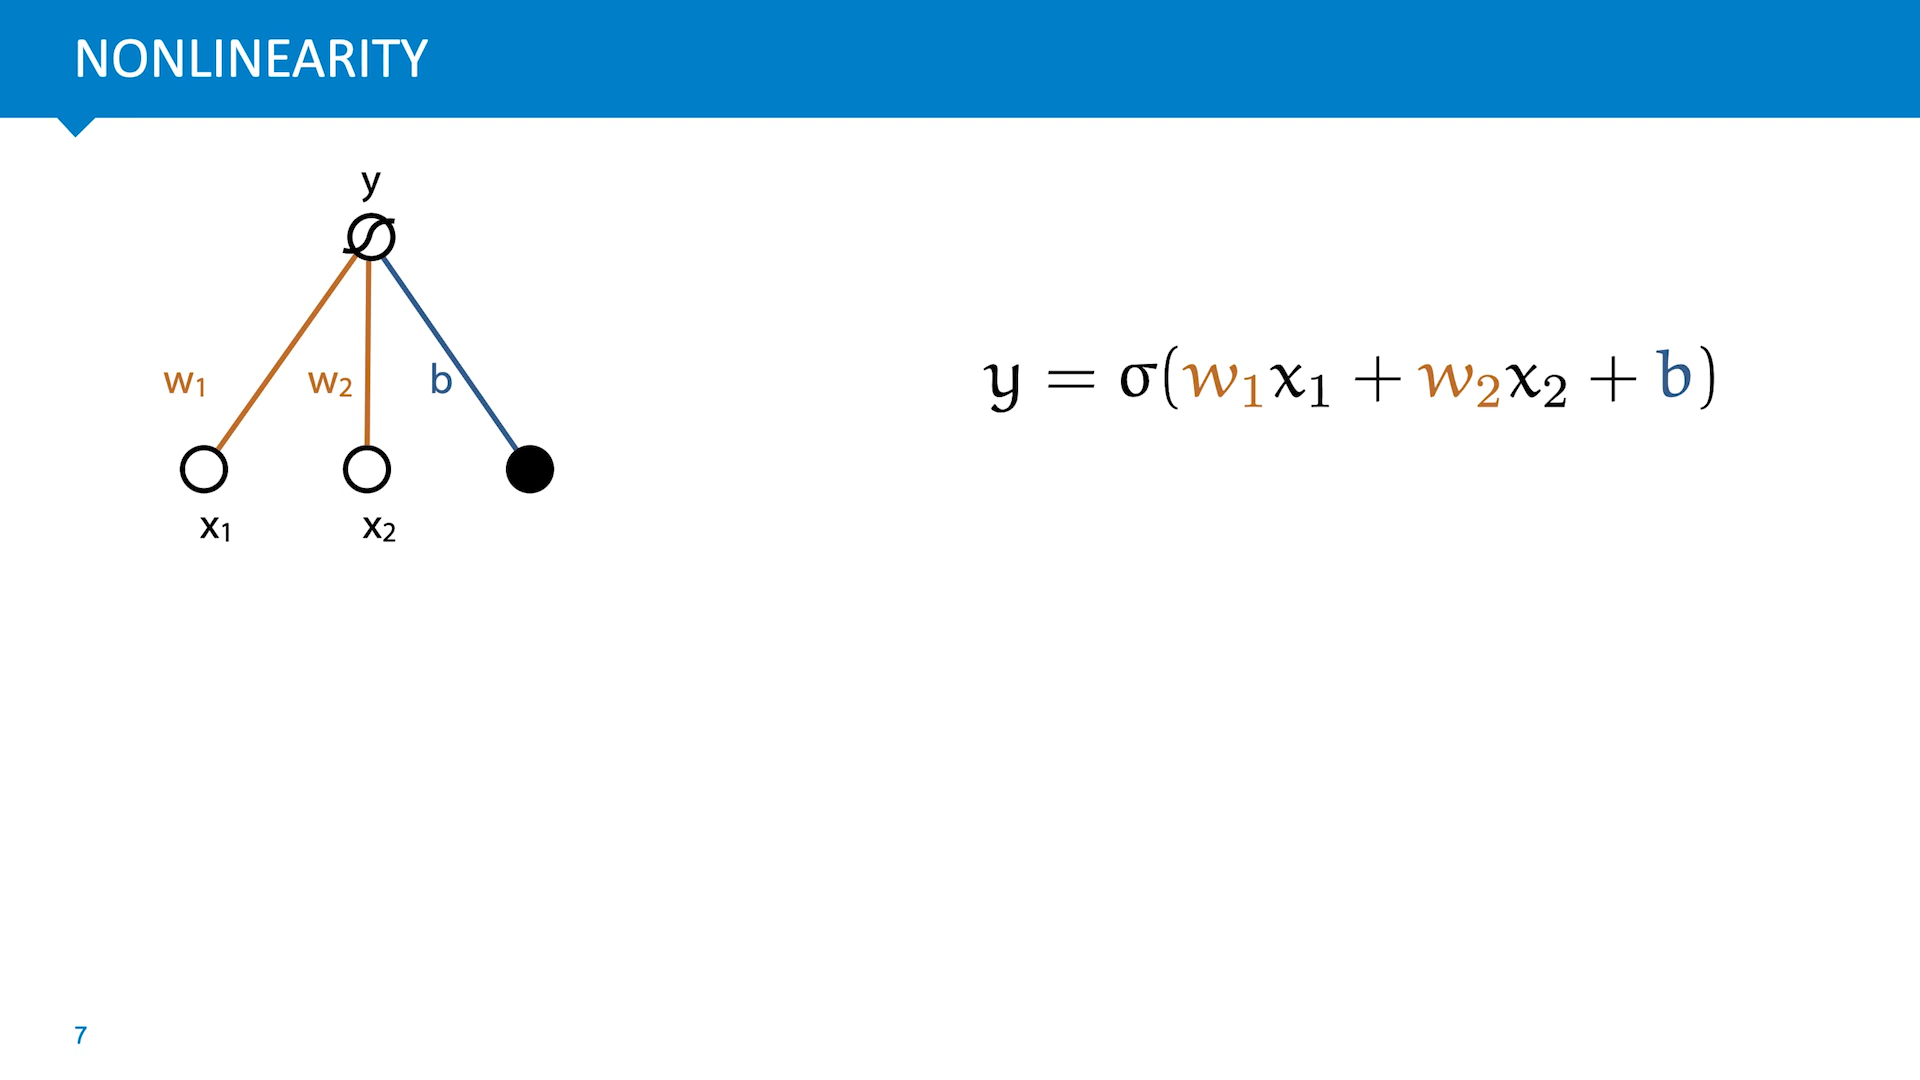 NONLINEARITY
y
w₁ w₂ b
x₁ x₂
y = σ(w₁x₁ + w₂x₂ + b)
7